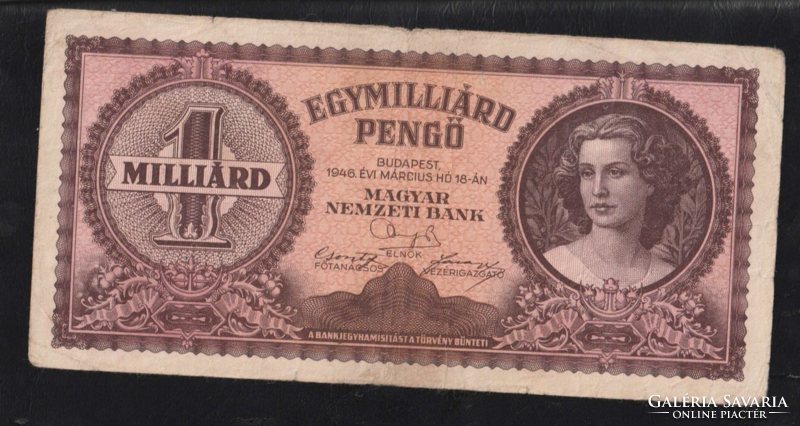 EGYMILLIÁRD
PENGŐ
1
MILLIÁRD
BUDAPEST,
1946. ÉVI MÁRCIUS HÓ 18-ÁN
MAGYAR
NEMZETI BANK
ELNÖK
FŐTANÁCSOS
VEZÉRIGAZGATÓ
A BANKJEGYHAMISÍTÁST A TÖRVÉNY BÜNTETI
GALÉRIA SAVARIA
ONLINE PIACTÉR